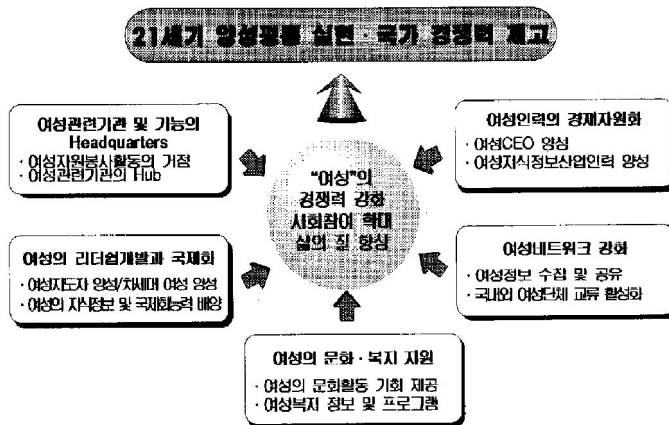 21세기 양성평등 실현 · 국가 경쟁력 제고
여성관련기관 및 기능의
Headquarters
· 여성자원봉사활동의 거점
· 여성관련기관의 Hub
여성인력의 경제자원화
· 여성CEO 양성
· 여성지식정보산업인력 양성
"여성"의
경쟁력 강화
사회참여 확대
삶의 질 향상
여성의 리더쉽개발과 국제화
· 여성지도자 양성/차세대 여성 양성
· 여성의 지식정보 및 국제화능력 배양
여성네트워크 강화
· 여성정보 수집 및 공유
· 국내외 여성단체 교류 활성화
여성의 문화 · 복지 지원
· 여성의 문화활동 기회 제공
· 여성복지 정보 및 프로그램